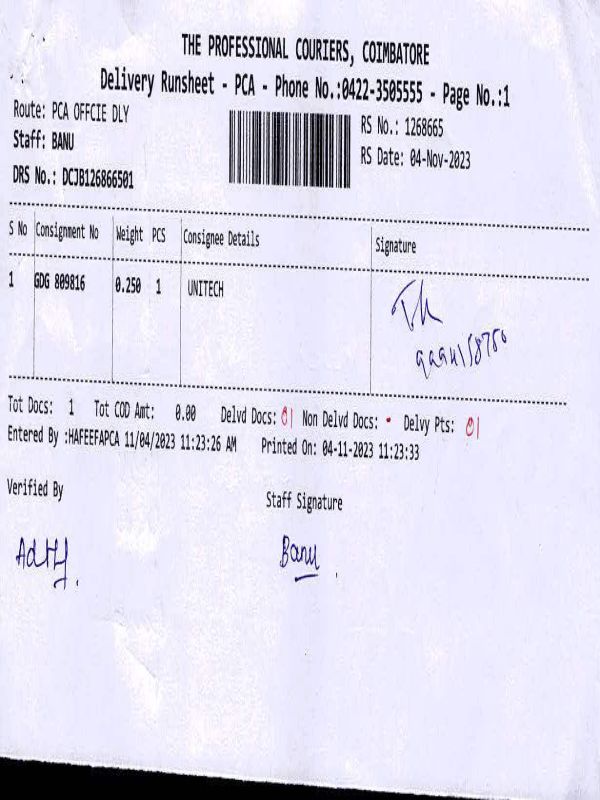 THE PROFESSIONAL COURIERS, COIMBATORE
Delivery Runsheet - PCA - Phone No.:0422-3505555 - Page No.:1
Route: PCA OFFCIE DLY
RS No.: 1268665
Staff: BANU
RS Date: 04-Nov-2023
DRS No.: DCJB126866501
S No Consignment No Weight PCS Consignee Details Signature
1 GDG 809816 0.250 1 UNITECH
Tot Docs: 1 Tot COD Amt: 0.00 Delvd Docs: 01 Non Delvd Docs: Delvy Pts: 01
Entered By :HAFEEFAPCA 11/04/2023 11:23:26 AM Printed On: 04-11-2023 11:23:33
Verified By Staff Signature
Banu